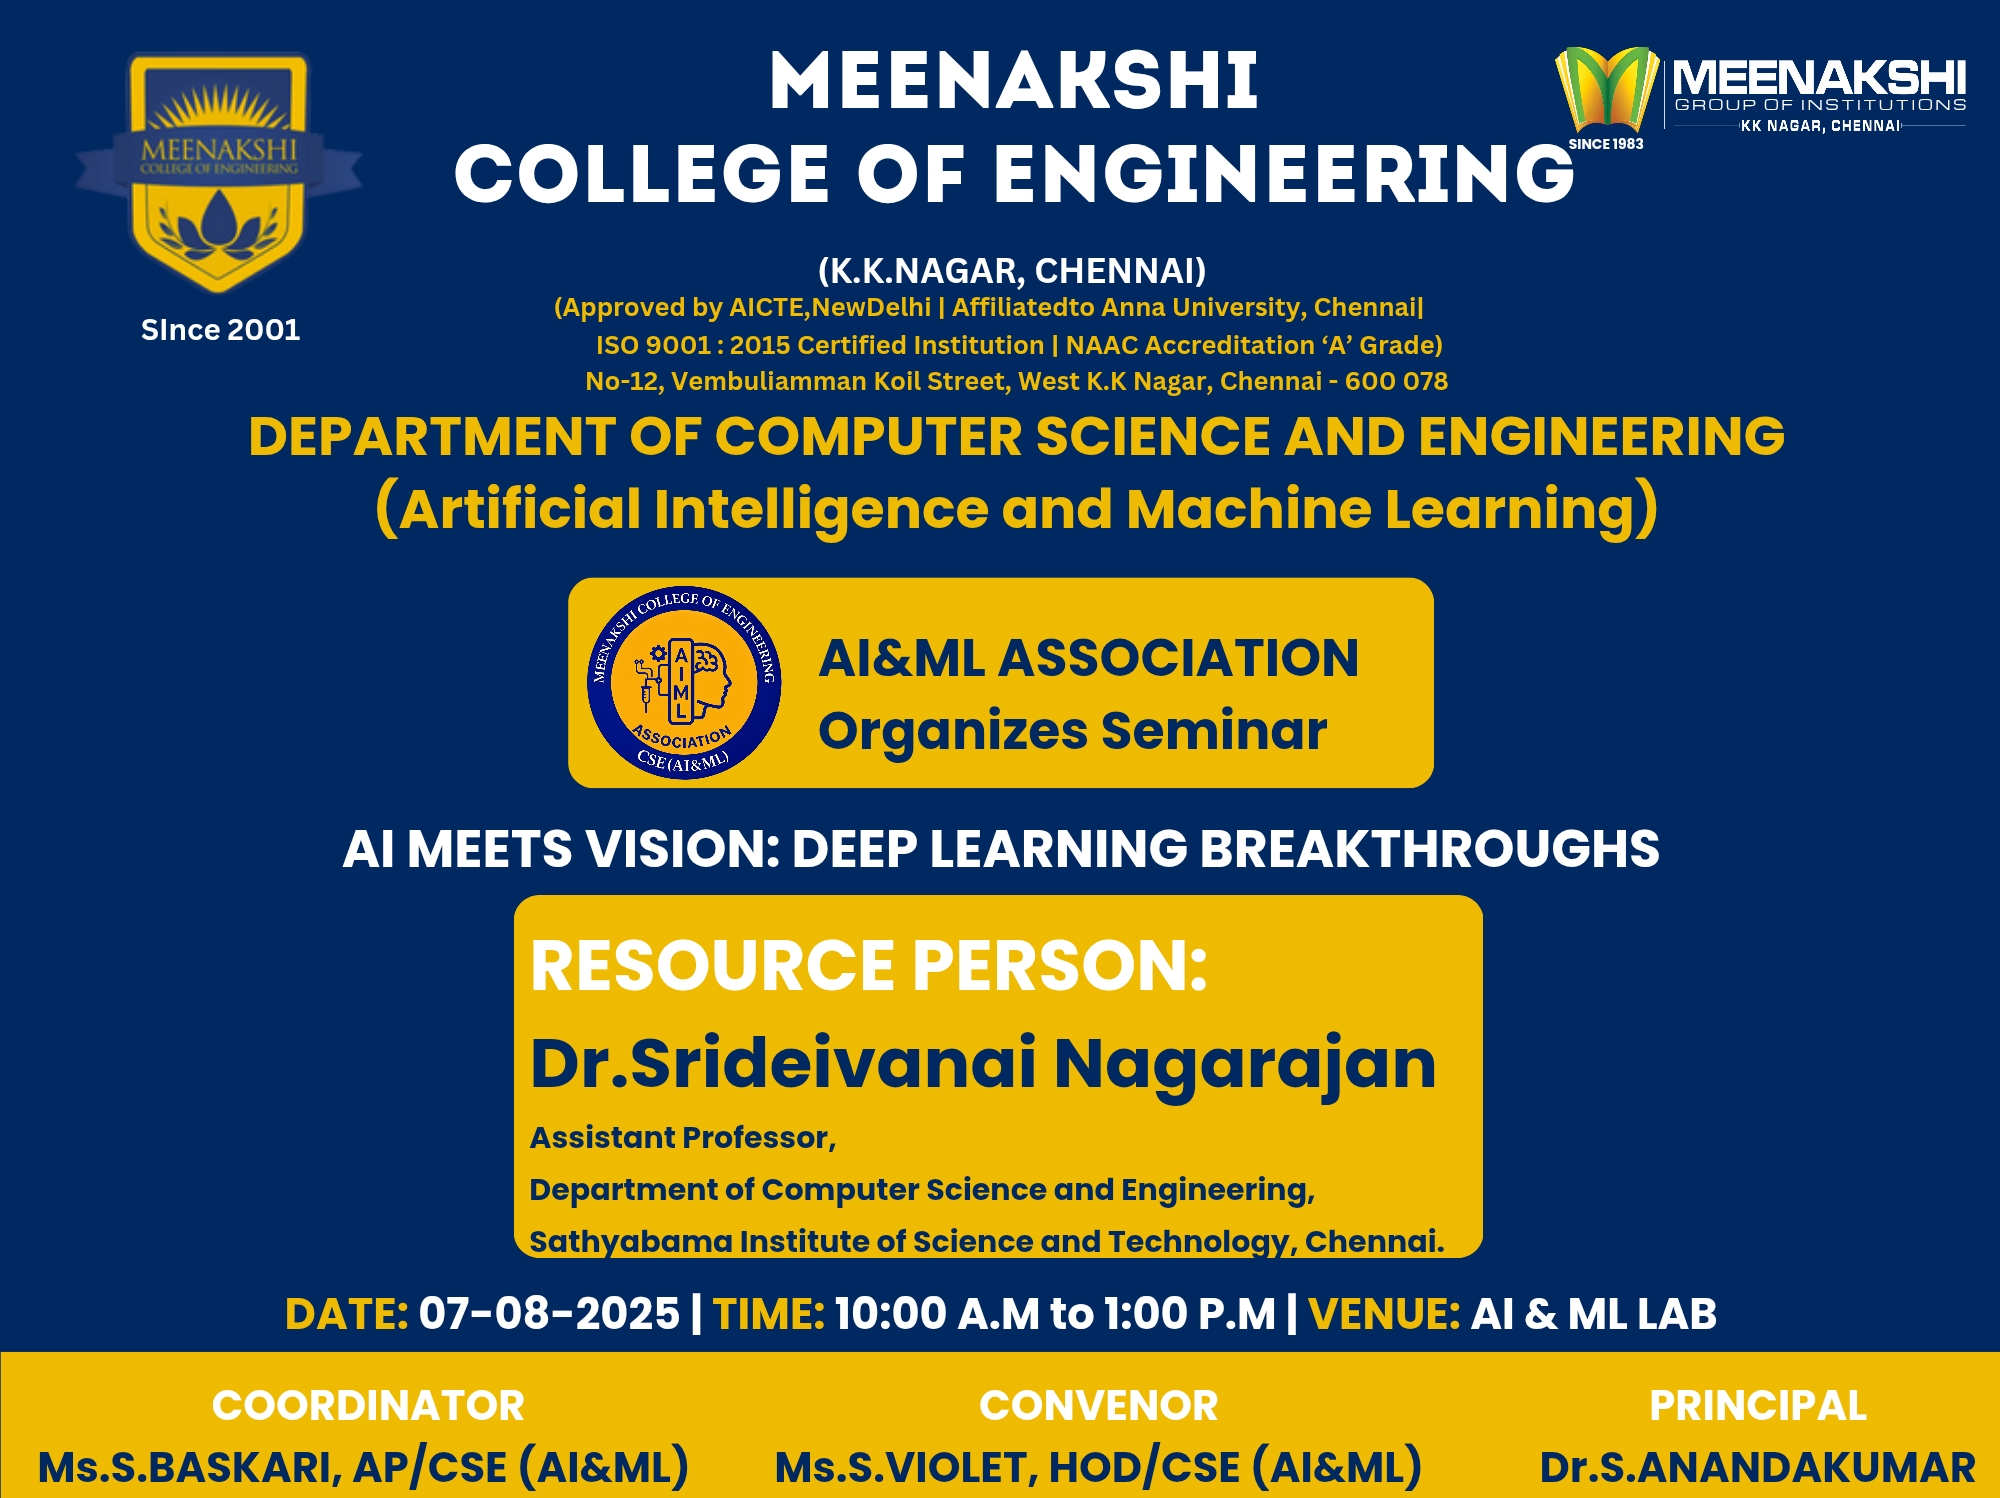 MEENAKSHI
COLLEGE OF ENGINEERING
MEENAKSHI
COLLEGE OF ENGINEERING
SInce 2001
MEENAKSHI
GROUP OF INSTITUTIONS
KK NAGAR, CHENNAI
SINCE 1983
(K.K.NAGAR, CHENNAI)
(Approved by AICTE,NewDelhi | Affiliatedto Anna University, Chennai|
ISO 9001 : 2015 Certified Institution | NAAC Accreditation ‘A’ Grade)
No-12, Vembuliamman Koil Street, West K.K Nagar, Chennai - 600 078
DEPARTMENT OF COMPUTER SCIENCE AND ENGINEERING
(Artificial Intelligence and Machine Learning)
MEENAKSHI COLLEGE OF ENGINEERING
AIML
ASSOCIATION
CSE(AI&ML)
AI&ML ASSOCIATION
Organizes Seminar
AI MEETS VISION: DEEP LEARNING BREAKTHROUGHS
RESOURCE PERSON:
Dr.Srideivanai Nagarajan
Assistant Professor,
Department of Computer Science and Engineering,
Sathyabama Institute of Science and Technology, Chennai.
DATE: 07-08-2025 | TIME: 10:00 A.M to 1:00 P.M | VENUE: AI & ML LAB
COORDINATOR
Ms.S.BASKARI, AP/CSE (AI&ML)
CONVENOR
Ms.S.VIOLET, HOD/CSE (AI&ML)
PRINCIPAL
Dr.S.ANANDAKUMAR